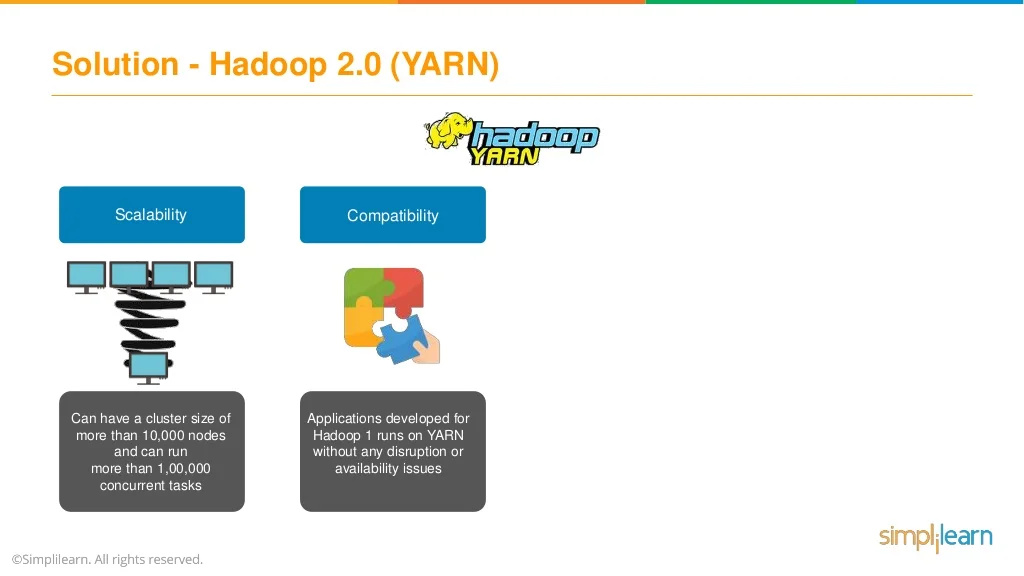 Solution - Hadoop 2.0 (YARN)
hadoop
YARN
Scalability
Compatibility
Can have a cluster size of
more than 10,000 nodes
and can run
more than 1,00,000
concurrent tasks
Applications developed for
Hadoop 1 runs on YARN
without any disruption or
availability issues
©Simplilearn. All rights reserved.
simplilearn